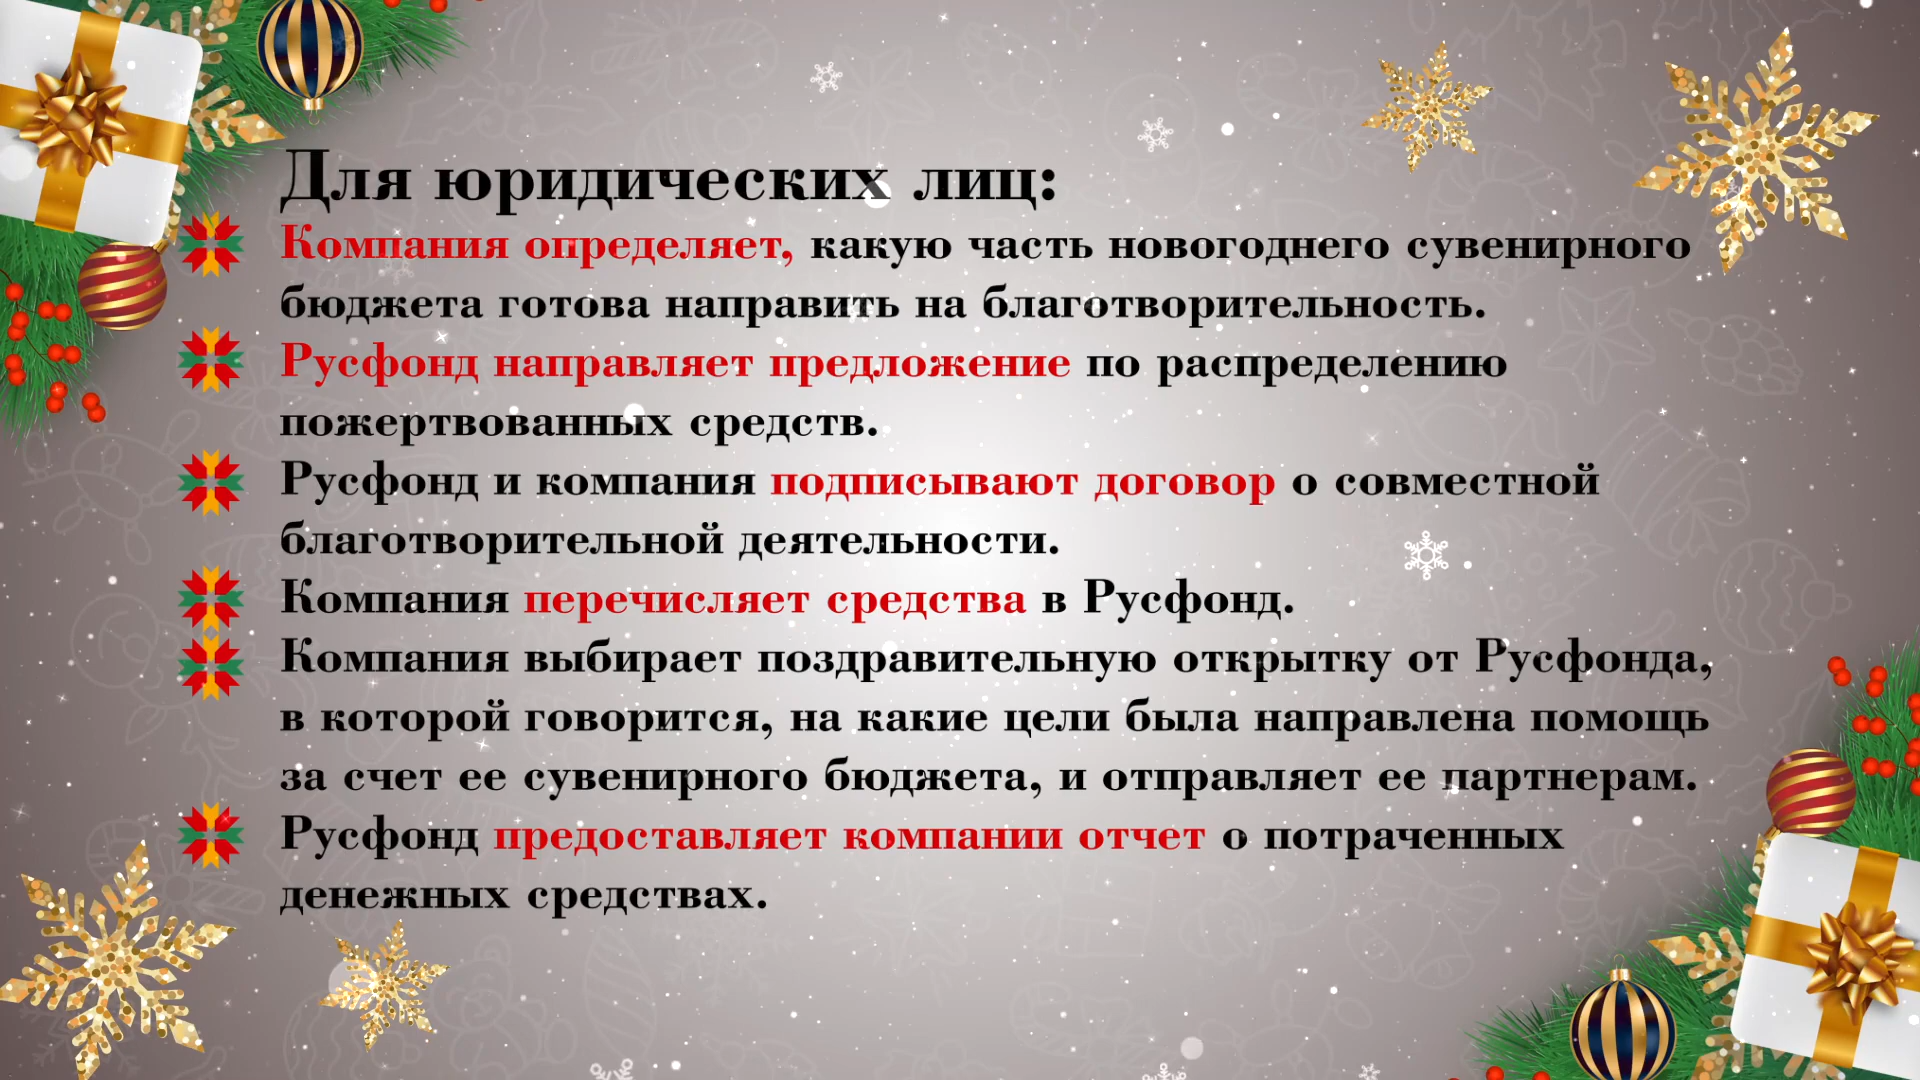 Для юридических лиц:
Компания определяет, какую часть новогоднего сувенирного
бюджета готова направить на благотворительность.
Русфонд направляет предложение по распределению
пожертвованных средств.
Русфонд и компания подписывают договор о совместной
благотворительной деятельности.
Компания перечисляет средства в Русфонд.
Компания выбирает поздравительную открытку от Русфонда,
в которой говорится, на какие цели была направлена помощь
за счет ее сувенирного бюджета, и отправляет ее партнерам.
Русфонд предоставляет компании отчет о потраченных
денежных средствах.